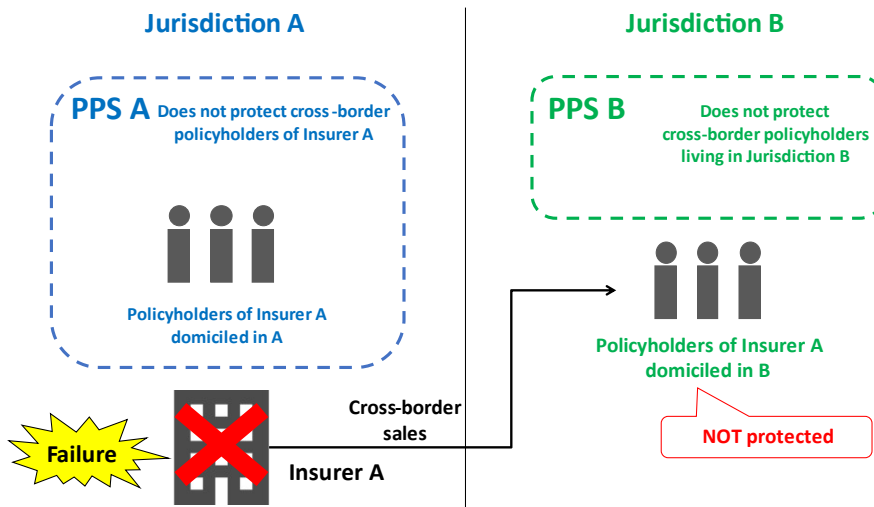 Jurisdiction A
Jurisdiction B
PPS A
Does not protect cross-border
policyholders of Insurer A
PPS B
Does not protect
cross-border policyholders
living in Jurisdiction B
Policyholders of Insurer A
domiciled in A
Policyholders of Insurer A
domiciled in B
NOT protected
Failure
Cross-border
sales
Insurer A